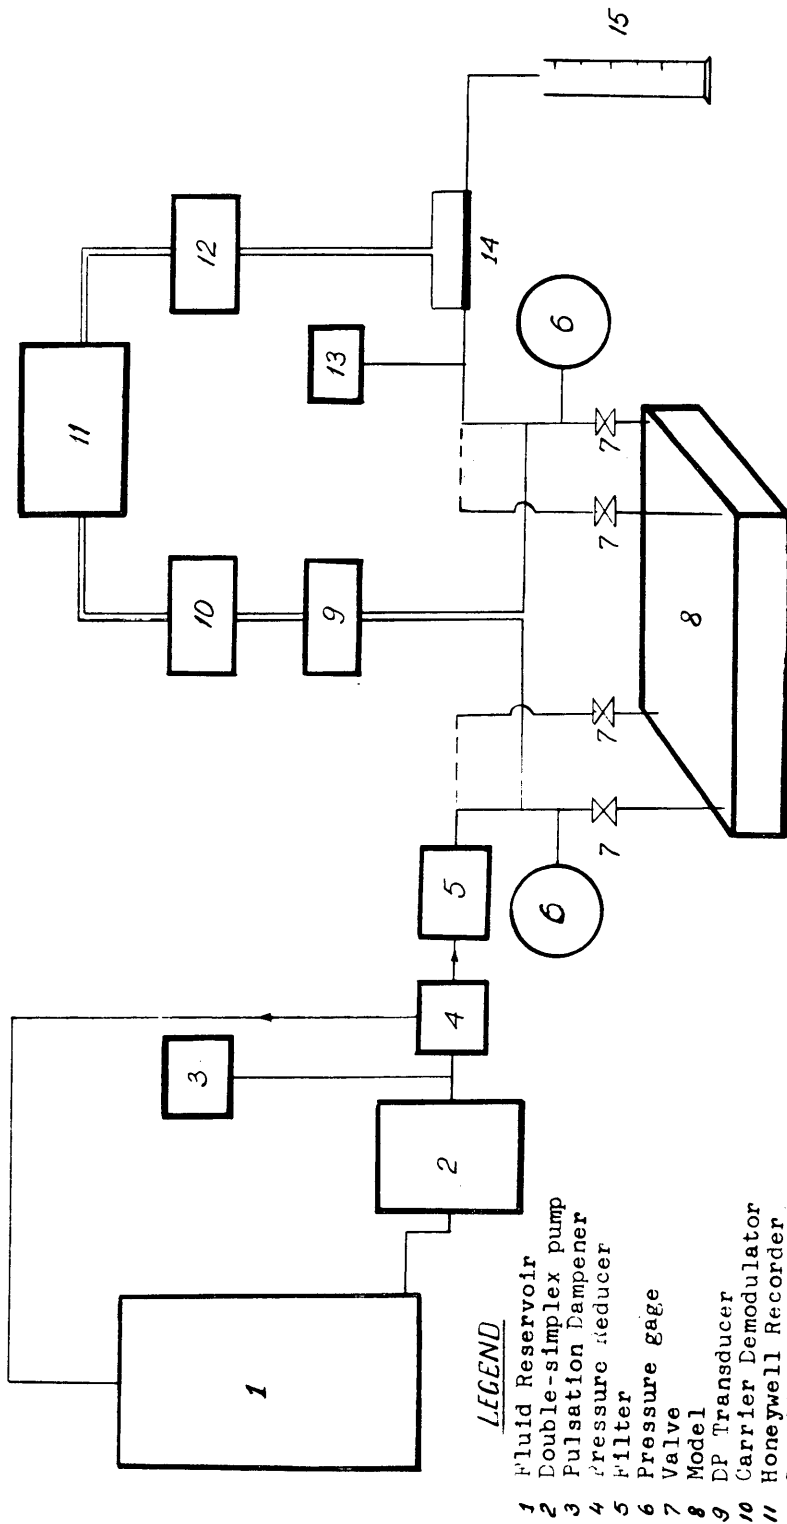 15
12
14
11
13
6
7
7
10
9
8
7
7
5
6
4
3
2
1
LEGEND
1 Fluid Reservoir
2 Double-simplex pump
3 Pulsation Dampener
4 Pressure Reducer
5 Filter
6 Pressure gage
7 Valve
8 Model
9 DP Transducer
10 Carrier Demodulator
11 Honeywell Recorder